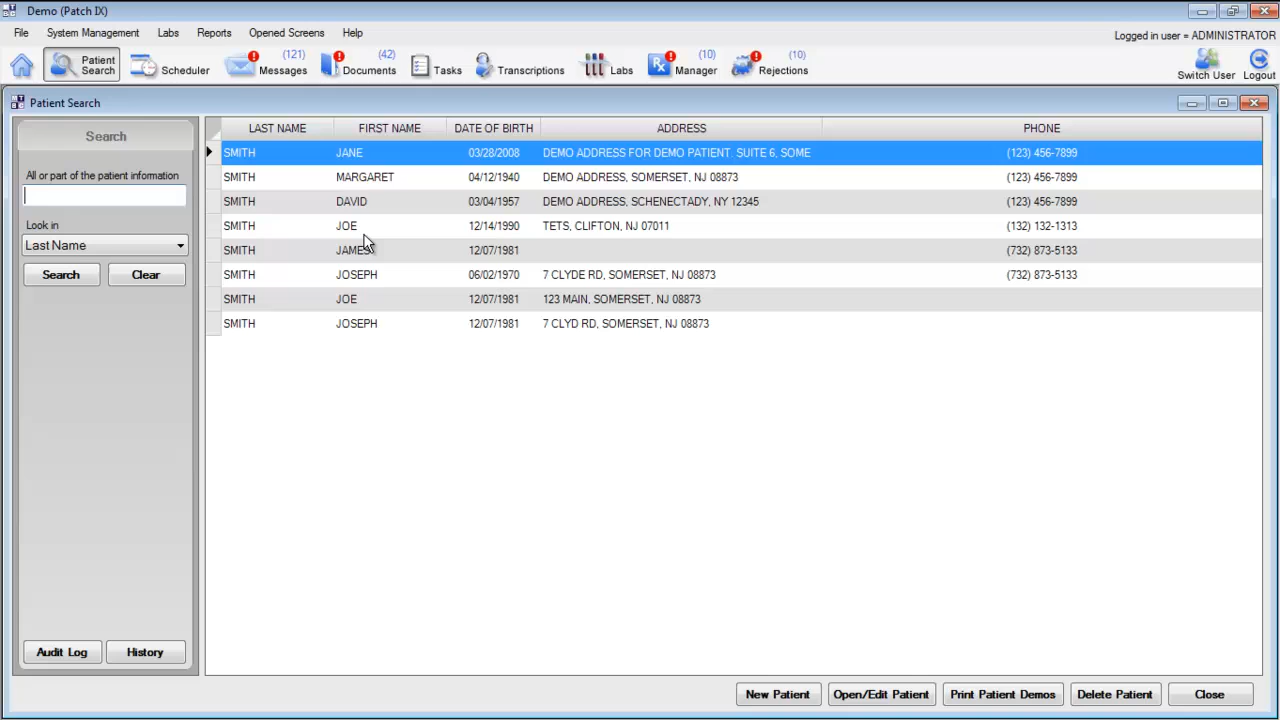 Demo (Patch IX)
File System Management Labs Reports Opened Screens Help
Logged in user = ADMINISTRATOR
Patient Search Scheduler Messages (121) Documents (42) Tasks Transcriptions Labs Manager (10) Rejections (10) Switch User Logout
Patient Search
Search
All or part of the patient information
Look in
Last Name
Search Clear
Audit Log History
LAST NAME FIRST NAME DATE OF BIRTH ADDRESS PHONE
SMITH JANE 03/28/2008 DEMO ADDRESS FOR DEMO PATIENT. SUITE 6, SOME (123) 456-7899
SMITH MARGARET 04/12/1940 DEMO ADDRESS, SOMERSET, NJ 08873 (123) 456-7899
SMITH DAVID 03/04/1957 DEMO ADDRESS, SCHENECTADY, NY 12345 (123) 456-7899
SMITH JOE 12/14/1990 TETS, CLIFTON, NJ 07011 (132) 132-1313
SMITH JAMES 12/07/1981 (732) 873-5133
SMITH JOSEPH 06/02/1970 7 CLYDE RD, SOMERSET, NJ 08873 (732) 873-5133
SMITH JOE 12/07/1981 123 MAIN, SOMERSET, NJ 08873
SMITH JOSEPH 12/07/1981 7 CLYD RD, SOMERSET, NJ 08873
New Patient Open/Edit Patient Print Patient Demos Delete Patient Close